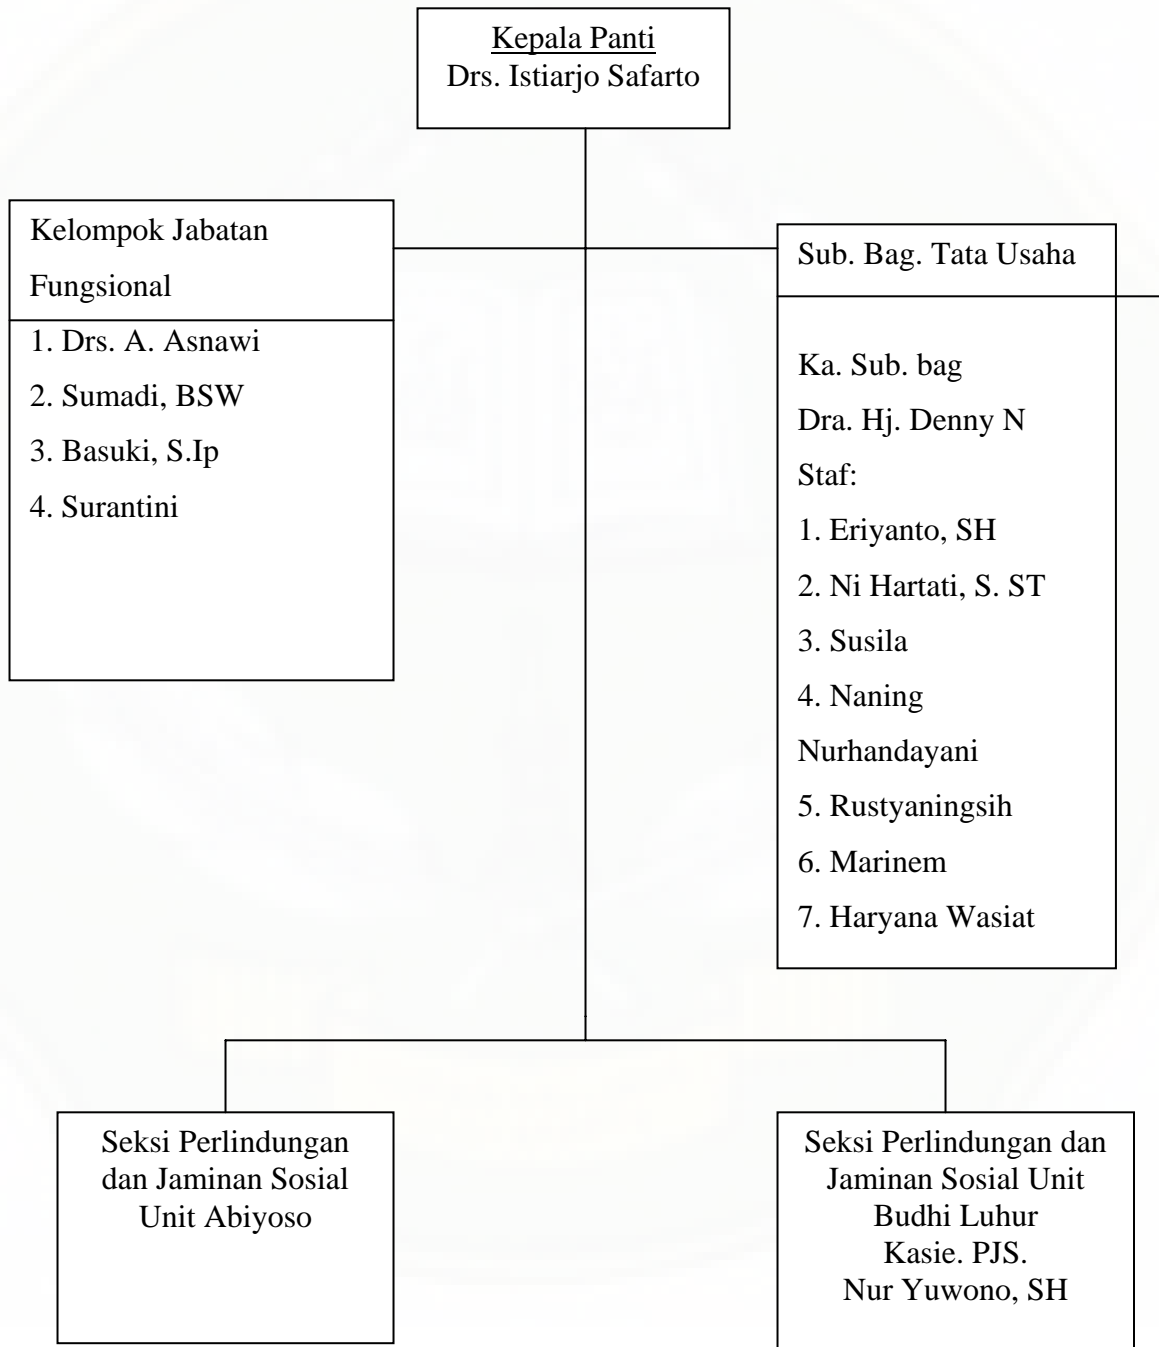 Kepala Panti
Drs. Istiarjo Safarto
Kelompok Jabatan
Fungsional
1. Drs. A. Asnawi
2. Sumadi, BSW
3. Basuki, S.Ip
4. Surantini
Sub. Bag. Tata Usaha
Ka. Sub. bag
Dra. Hj. Denny N
Staf:
1. Eriyanto, SH
2. Ni Hartati, S. ST
3. Susila
4. Naning
Nurhandayani
5. Rustyaningsih
6. Marinem
7. Haryana Wasiat
Seksi Perlindungan
dan Jaminan Sosial
Unit Abiyoso
Seksi Perlindungan dan
Jaminan Sosial Unit
Budhi Luhur
Kasie. PJS.
Nur Yuwono, SH